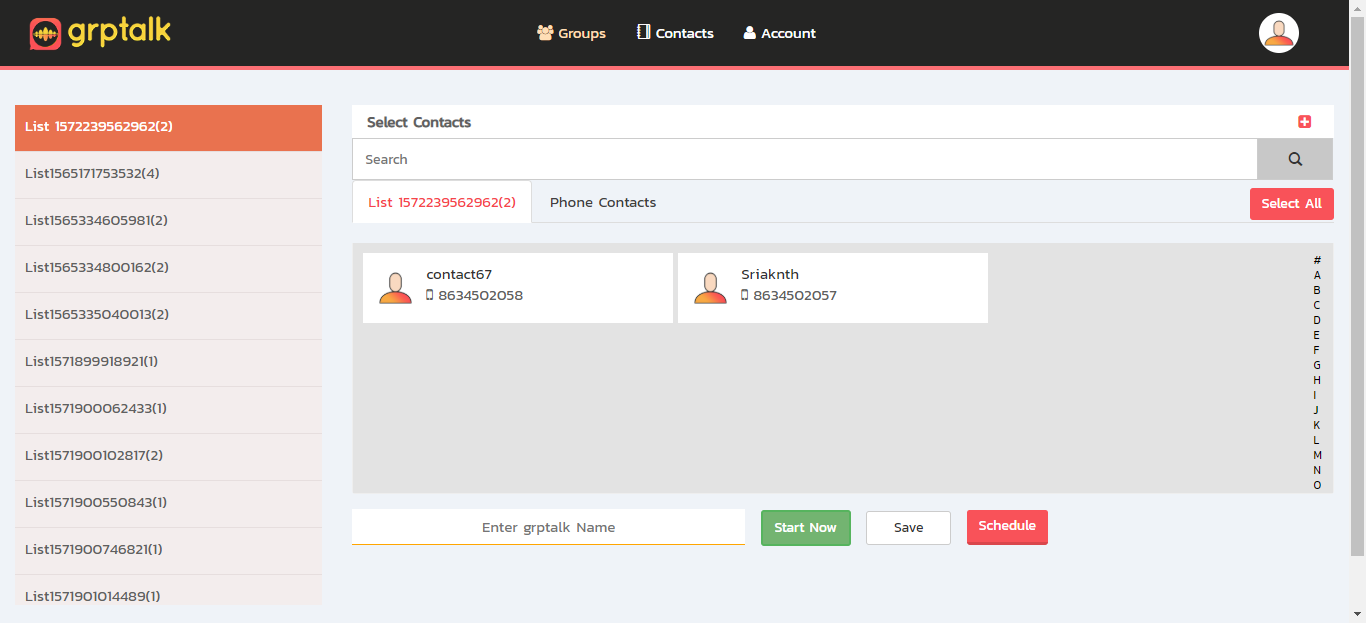 grptalk
Groups
Contacts
Account
List 1572239562962(2)
List1565171753532(4)
List1565334605981(2)
List1565334800162(2)
List1565335040013(2)
List1571899918921(1)
List1571900062433(1)
List1571900102817(2)
List1571900550843(1)
List1571900746821(1)
List1571901014489(1)
Select Contacts
Search
List 1572239562962(2)
Phone Contacts
Select All
contact67
8634502058
Sriaknth
8634502057
#
A
B
C
D
E
F
G
H
I
J
K
L
M
N
O
Enter grptalk Name
Start Now
Save
Schedule